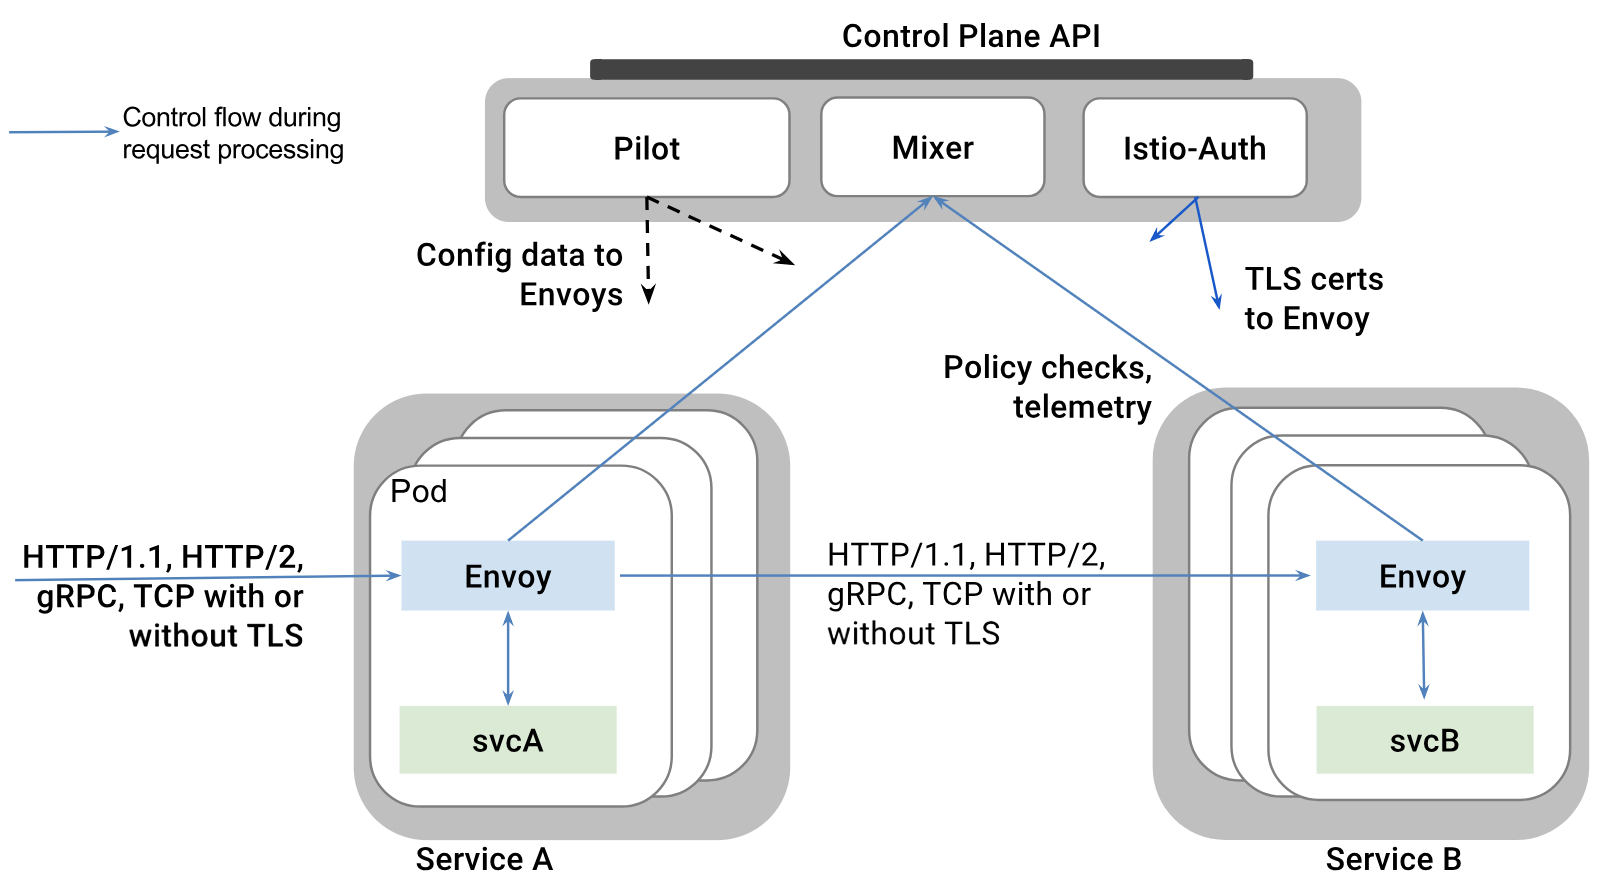 Control Plane API
Control flow during
request processing
Pilot
Mixer
Istio-Auth
Config data to
Envoys
TLS certs
to Envoy
Policy checks,
telemetry
Pod
HTTP/1.1, HTTP/2,
gRPC, TCP with or
without TLS
Envoy
HTTP/1.1, HTTP/2,
gRPC, TCP with or
without TLS
Envoy
svcA
svcB
Service A
Service B